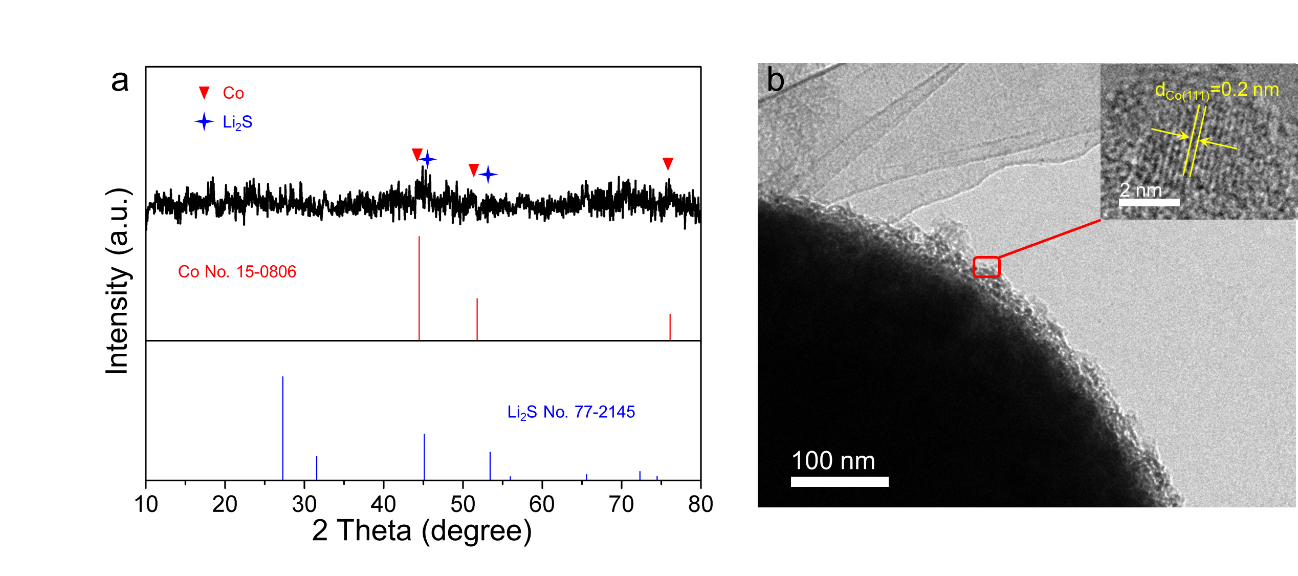 a
Co
Li₂S
Intensity (a.u.)
Co No. 15-0806
Li₂S No. 77-2145
10 20 30 40 50 60 70 80
2 Theta (degree)
b
d_Co(111)=0.2 nm
2 nm
100 nm